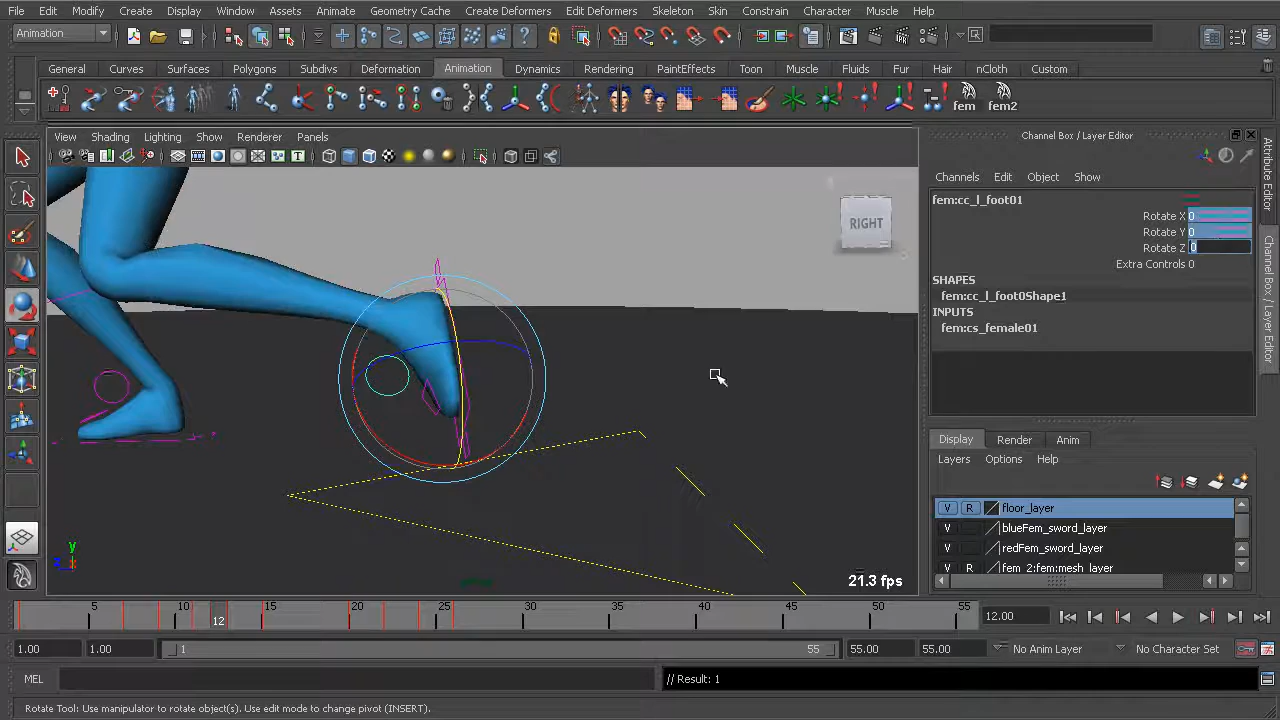 File Edit Modify Create Display Window Assets Animate Geometry Cache Create Deformers Edit Deformers Skeleton Skin Constrain Character Muscle Help
Animation
General Curves Surfaces Polygons Subdivs Deformation Animation Dynamics Rendering PaintEffects Toon Muscle Fluids Fur Hair nCloth Custom
fem fem2
View Shading Lighting Show Renderer Panels
Channel Box / Layer Editor
Channels Edit Object Show
fem:cc_l_foot01
Rotate X 0
Rotate Y 0
Rotate Z 0
Extra Controls 0
SHAPES
fem:cc_l_foot0Shape1
INPUTS
fem:cs_female01
Attribute Editor
Channel Box / Layer Editor
RIGHT
Display Render Anim
Layers Options Help
V R floor_layer
V blueFem_sword_layer
V redFem_sword_layer
V R fem_2:fem:mesh_layer
y
21.3 fps
5 10 12 15 20 25 30 35 40 45 50 55
12.00
1.00 1.00 1 55 55.00 55.00 No Anim Layer No Character Set
MEL // Result: 1
Rotate Tool: Use manipulator to rotate object(s). Use edit mode to change pivot (INSERT).